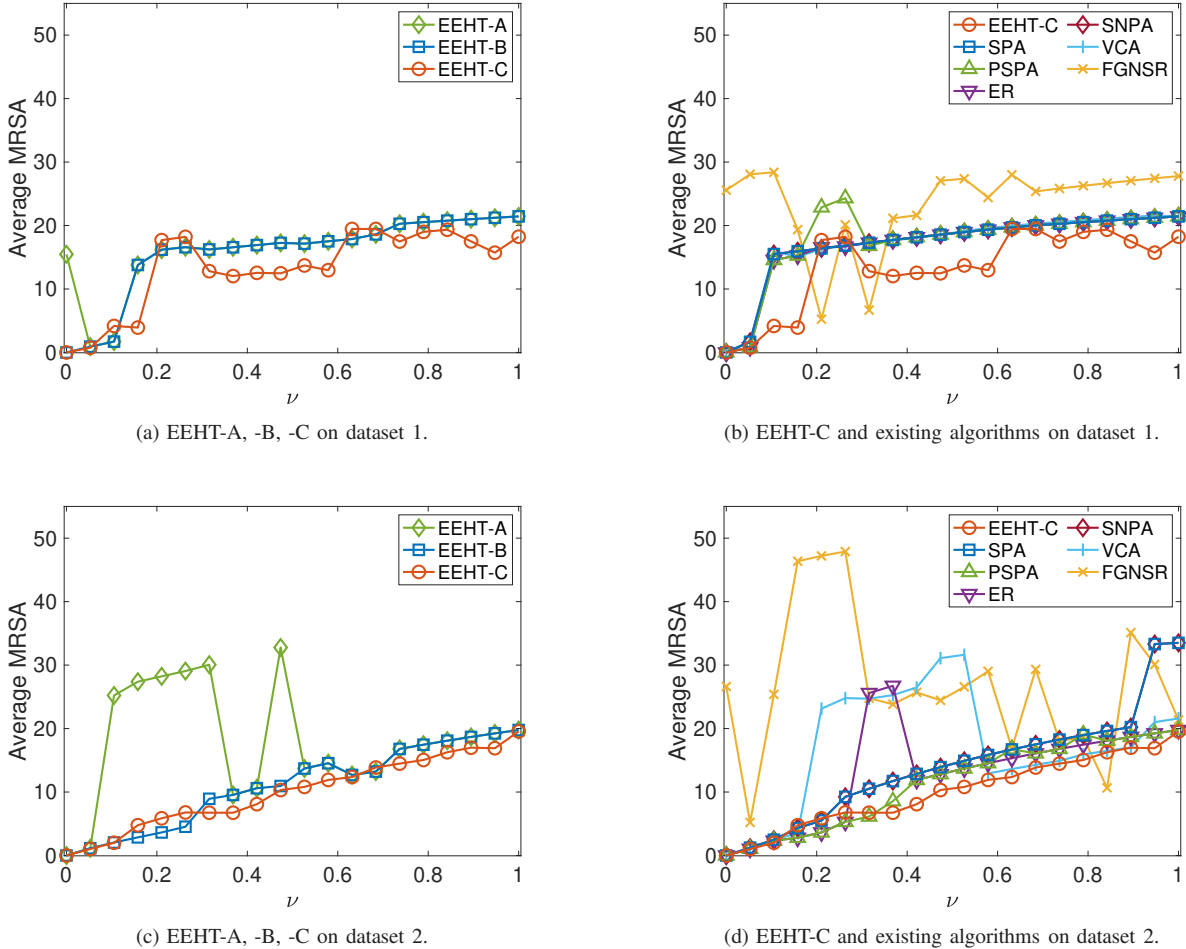 EEHT-A
EEHT-B
EEHT-C
Average MRSA
50
40
30
20
10
0
0 0.2 0.4 0.6 0.8 1
ν
(a) EEHT-A, -B, -C on dataset 1.
EEHT-C SNPA
SPA VCA
PSPA FGNSR
ER
Average MRSA
50
40
30
20
10
0
0 0.2 0.4 0.6 0.8 1
ν
(b) EEHT-C and existing algorithms on dataset 1.
EEHT-A
EEHT-B
EEHT-C
Average MRSA
50
40
30
20
10
0
0 0.2 0.4 0.6 0.8 1
ν
(c) EEHT-A, -B, -C on dataset 2.
EEHT-C SNPA
SPA VCA
PSPA FGNSR
ER
Average MRSA
50
40
30
20
10
0
0 0.2 0.4 0.6 0.8 1
ν
(d) EEHT-C and existing algorithms on dataset 2.